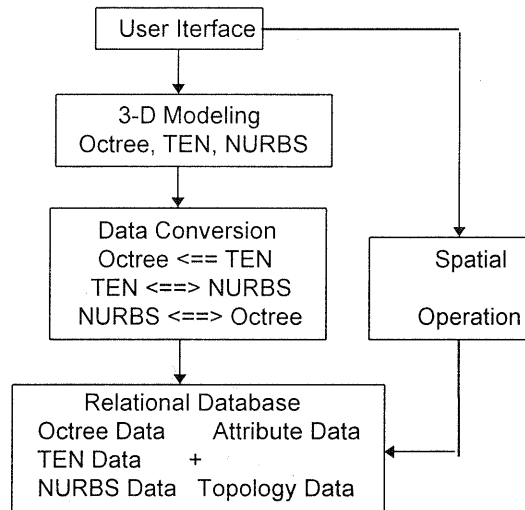 User Iterface
3-D Modeling
Octree, TEN, NURBS
Data Conversion
Octree <== TEN
TEN <==> NURBS
NURBS <==> Octree
Spatial
Operation
Relational Database
Octree Data Attribute Data
TEN Data +
NURBS Data Topology Data